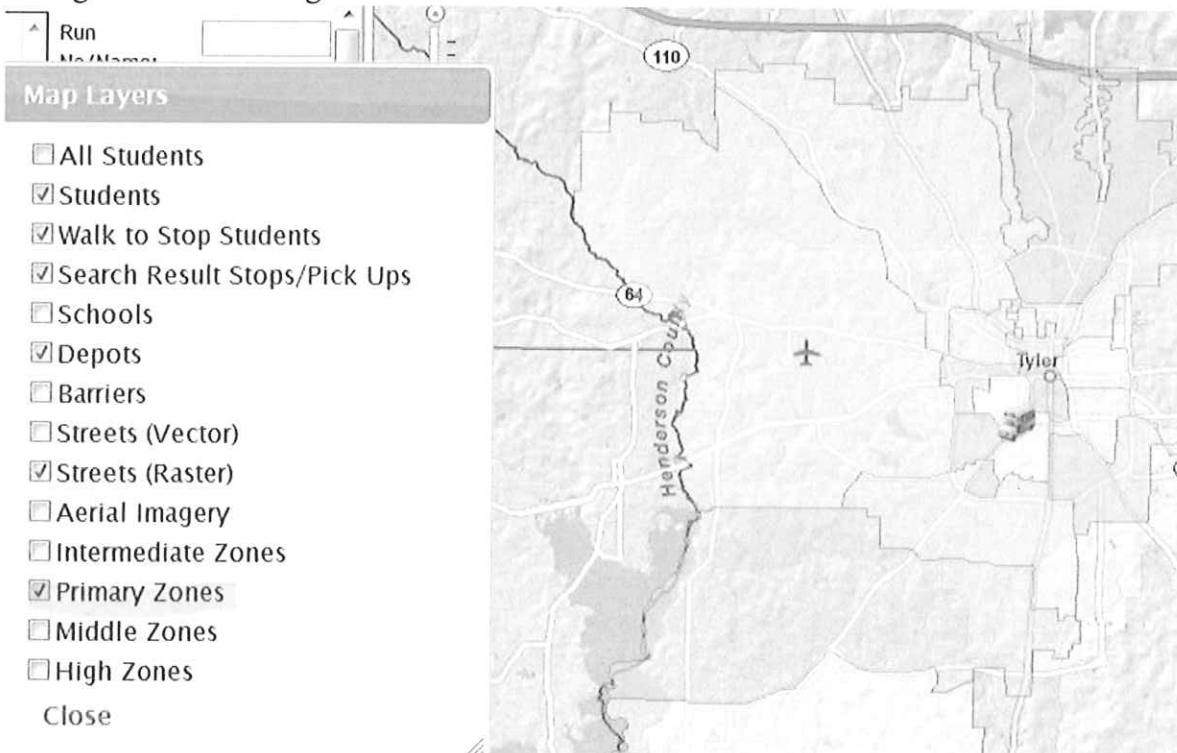 Run
No/Name:
Map Layers
All Students
Students
Walk to Stop Students
Search Result Stops/Pick Ups
Schools
Depots
Barriers
Streets (Vector)
Streets (Raster)
Aerial Imagery
Intermediate Zones
Primary Zones
Middle Zones
High Zones
Close
110
64
Henderson County
Tyler